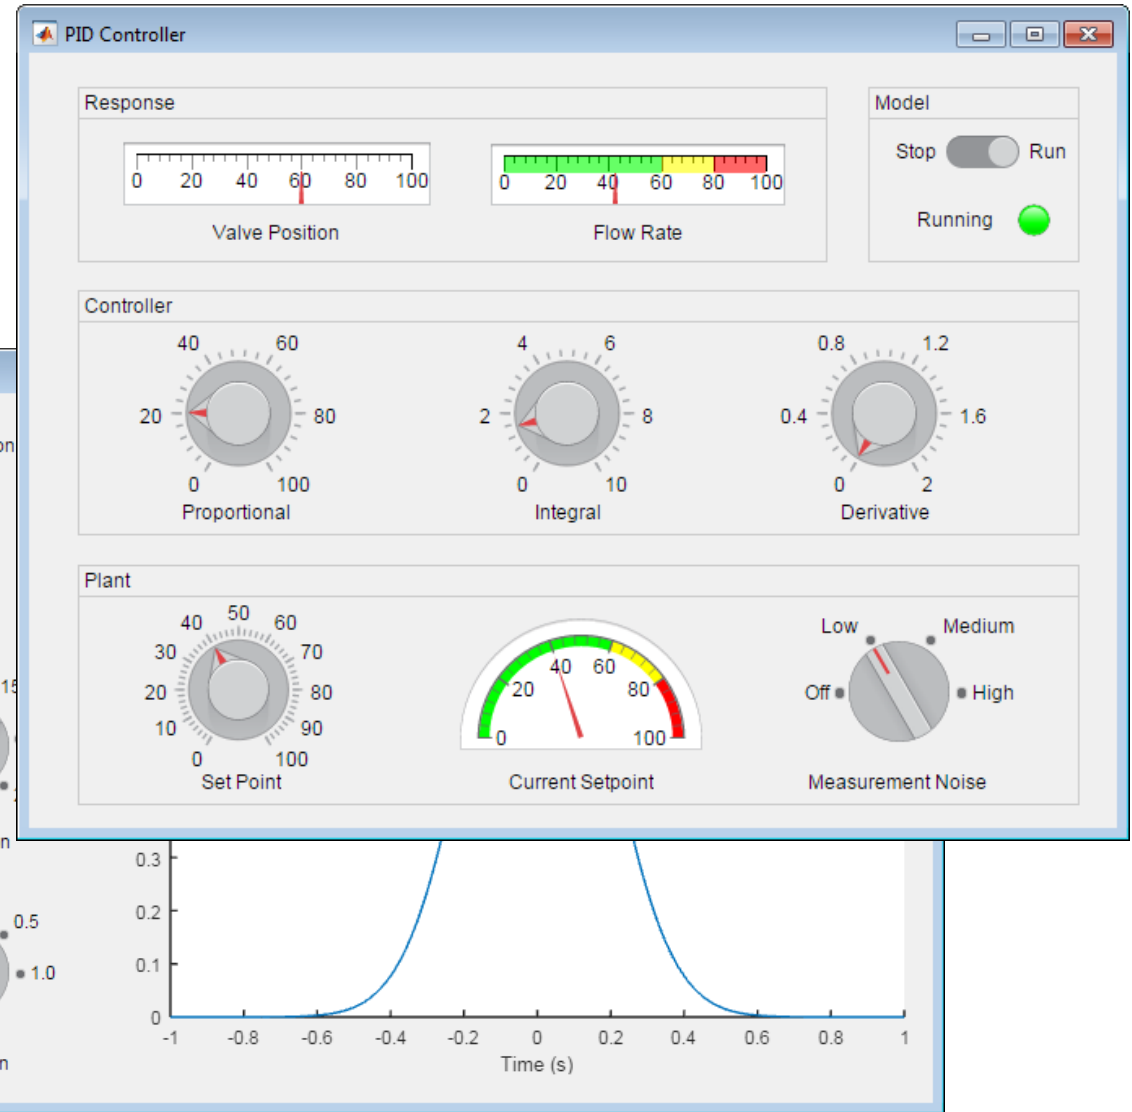 PID Controller
Response
0 20 40 60 80 100
Valve Position
0 20 40 60 80 100
Flow Rate
Model
Stop Run
Running
Controller
0 20 40 60 80 100
Proportional
0 2 4 6 8 10
Integral
0 0.4 0.8 1.2 1.6 2
Derivative
Plant
0 10 20 30 40 50 60 70 80 90 100
Set Point
0 20 40 60 80 100
Current Setpoint
Off Low Medium High
Measurement Noise
on
15
n
0.5
1.0
n
0.3
0.2
0.1
0
-1 -0.8 -0.6 -0.4 -0.2 0 0.2 0.4 0.6 0.8 1
Time (s)